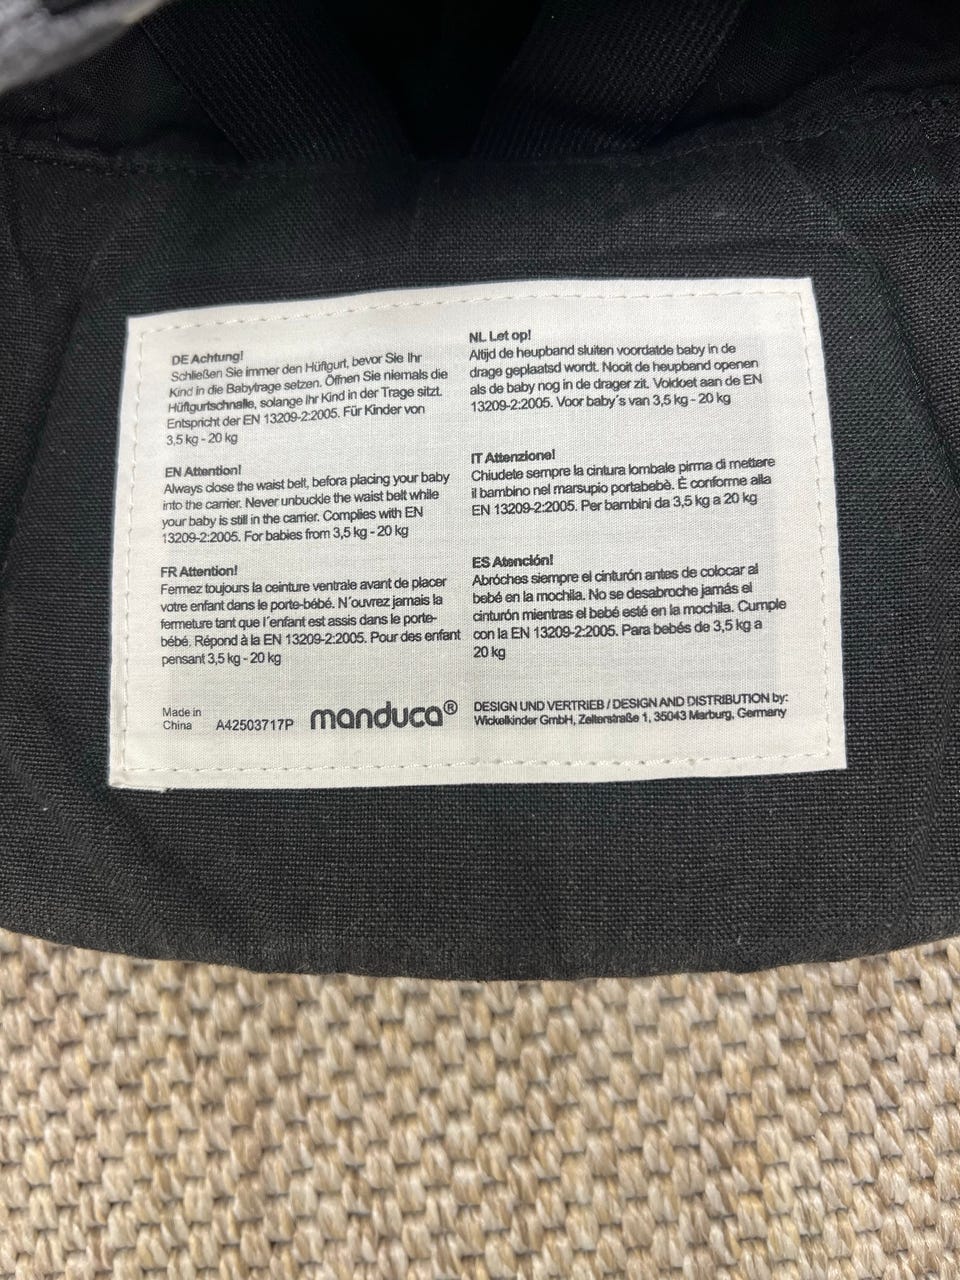 DE Achtung!
Schließen Sie immer den Hüftgurt, bevor Sie Ihr
Kind in die Babytrage setzen. Öffnen Sie niemals die
Hüftgurtschnalle, solange Ihr Kind in der Trage sitzt.
Entspricht der EN 13209-2:2005. Für Kinder von
3,5 kg - 20 kg
EN Attention!
Always close the waist belt, befora placing your baby
into the carrier. Never unbuckle the waist belt while
your baby is still in the carrier. Complies with EN
13209-2:2005. For babies from 3,5 kg - 20 kg
FR Attention!
Fermez toujours la ceinture ventrale avant de placer
votre enfant dans le porte-bébé. N´ouvrez jamais la
fermeture tant que l´enfant est assis dans le porte-
bébé. Répond à la EN 13209-2:2005. Pour des enfant
pensant 3,5 kg - 20 kg
NL Let op!
Altijd de heupband sluiten voordatde baby in de
drage geplaatsd wordt. Nooit de heupband openen
als de baby nog in de drager zit. Voldoet aan de EN
13209-2:2005. Voor baby´s van 3,5 kg - 20 kg
IT Attenzione!
Chiudete sempre la cintura lombale pirma di mettere
il bambino nel marsupio portabebè. È conforme alla
EN 13209-2:2005. Per bambini da 3,5 kg a 20 kg
ES Atención!
Abróches siempre el cinturón antes de colocar al
bebé en la mochila. No se desabroche jamás el
cinturón mientras el bebé esté en la mochila. Cumple
con la EN 13209-2:2005. Para bebés de 3,5 kg a
20 kg
Made in
China
A42503717P
manduca®
DESIGN UND VERTRIEB / DESIGN AND DISTRIBUTION by:
Wickelkinder GmbH, Zeiterstraße 1, 35043 Marburg, Germany